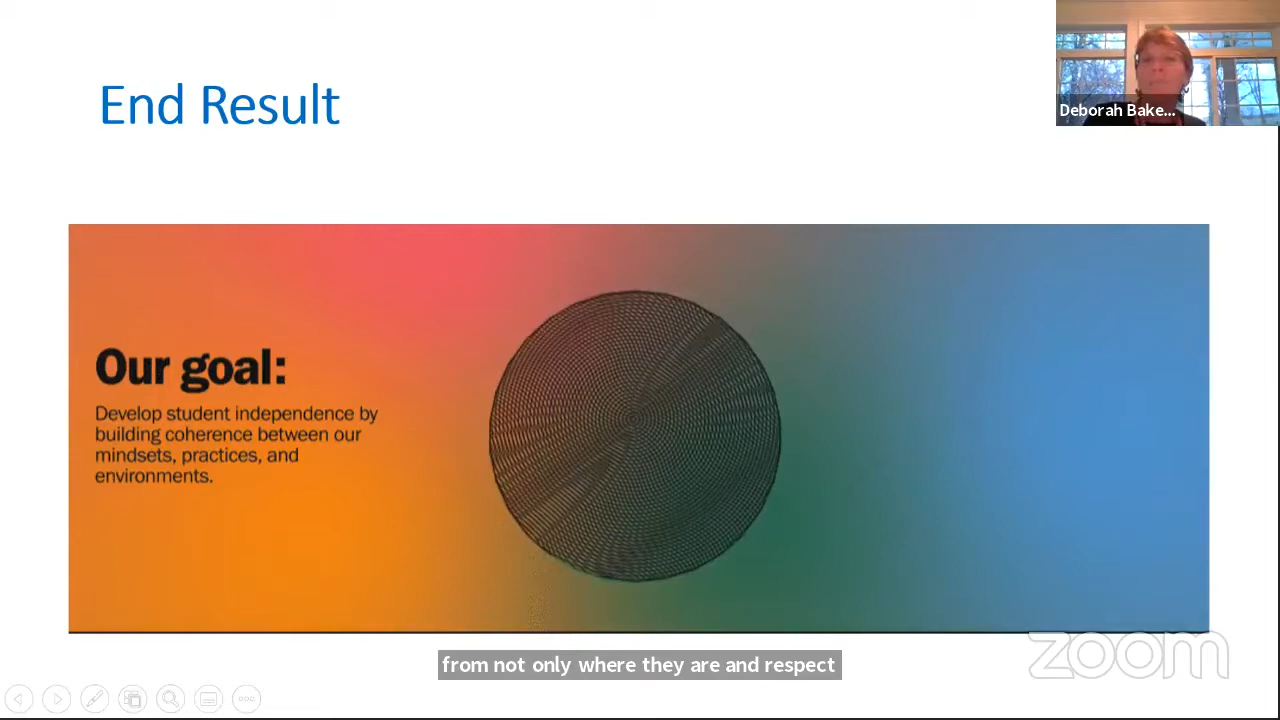 Deborah Bake...
End Result
Our goal:
Develop student independence by
building coherence between our
mindsets, practices, and
environments.
from not only where they are and respect
zoom